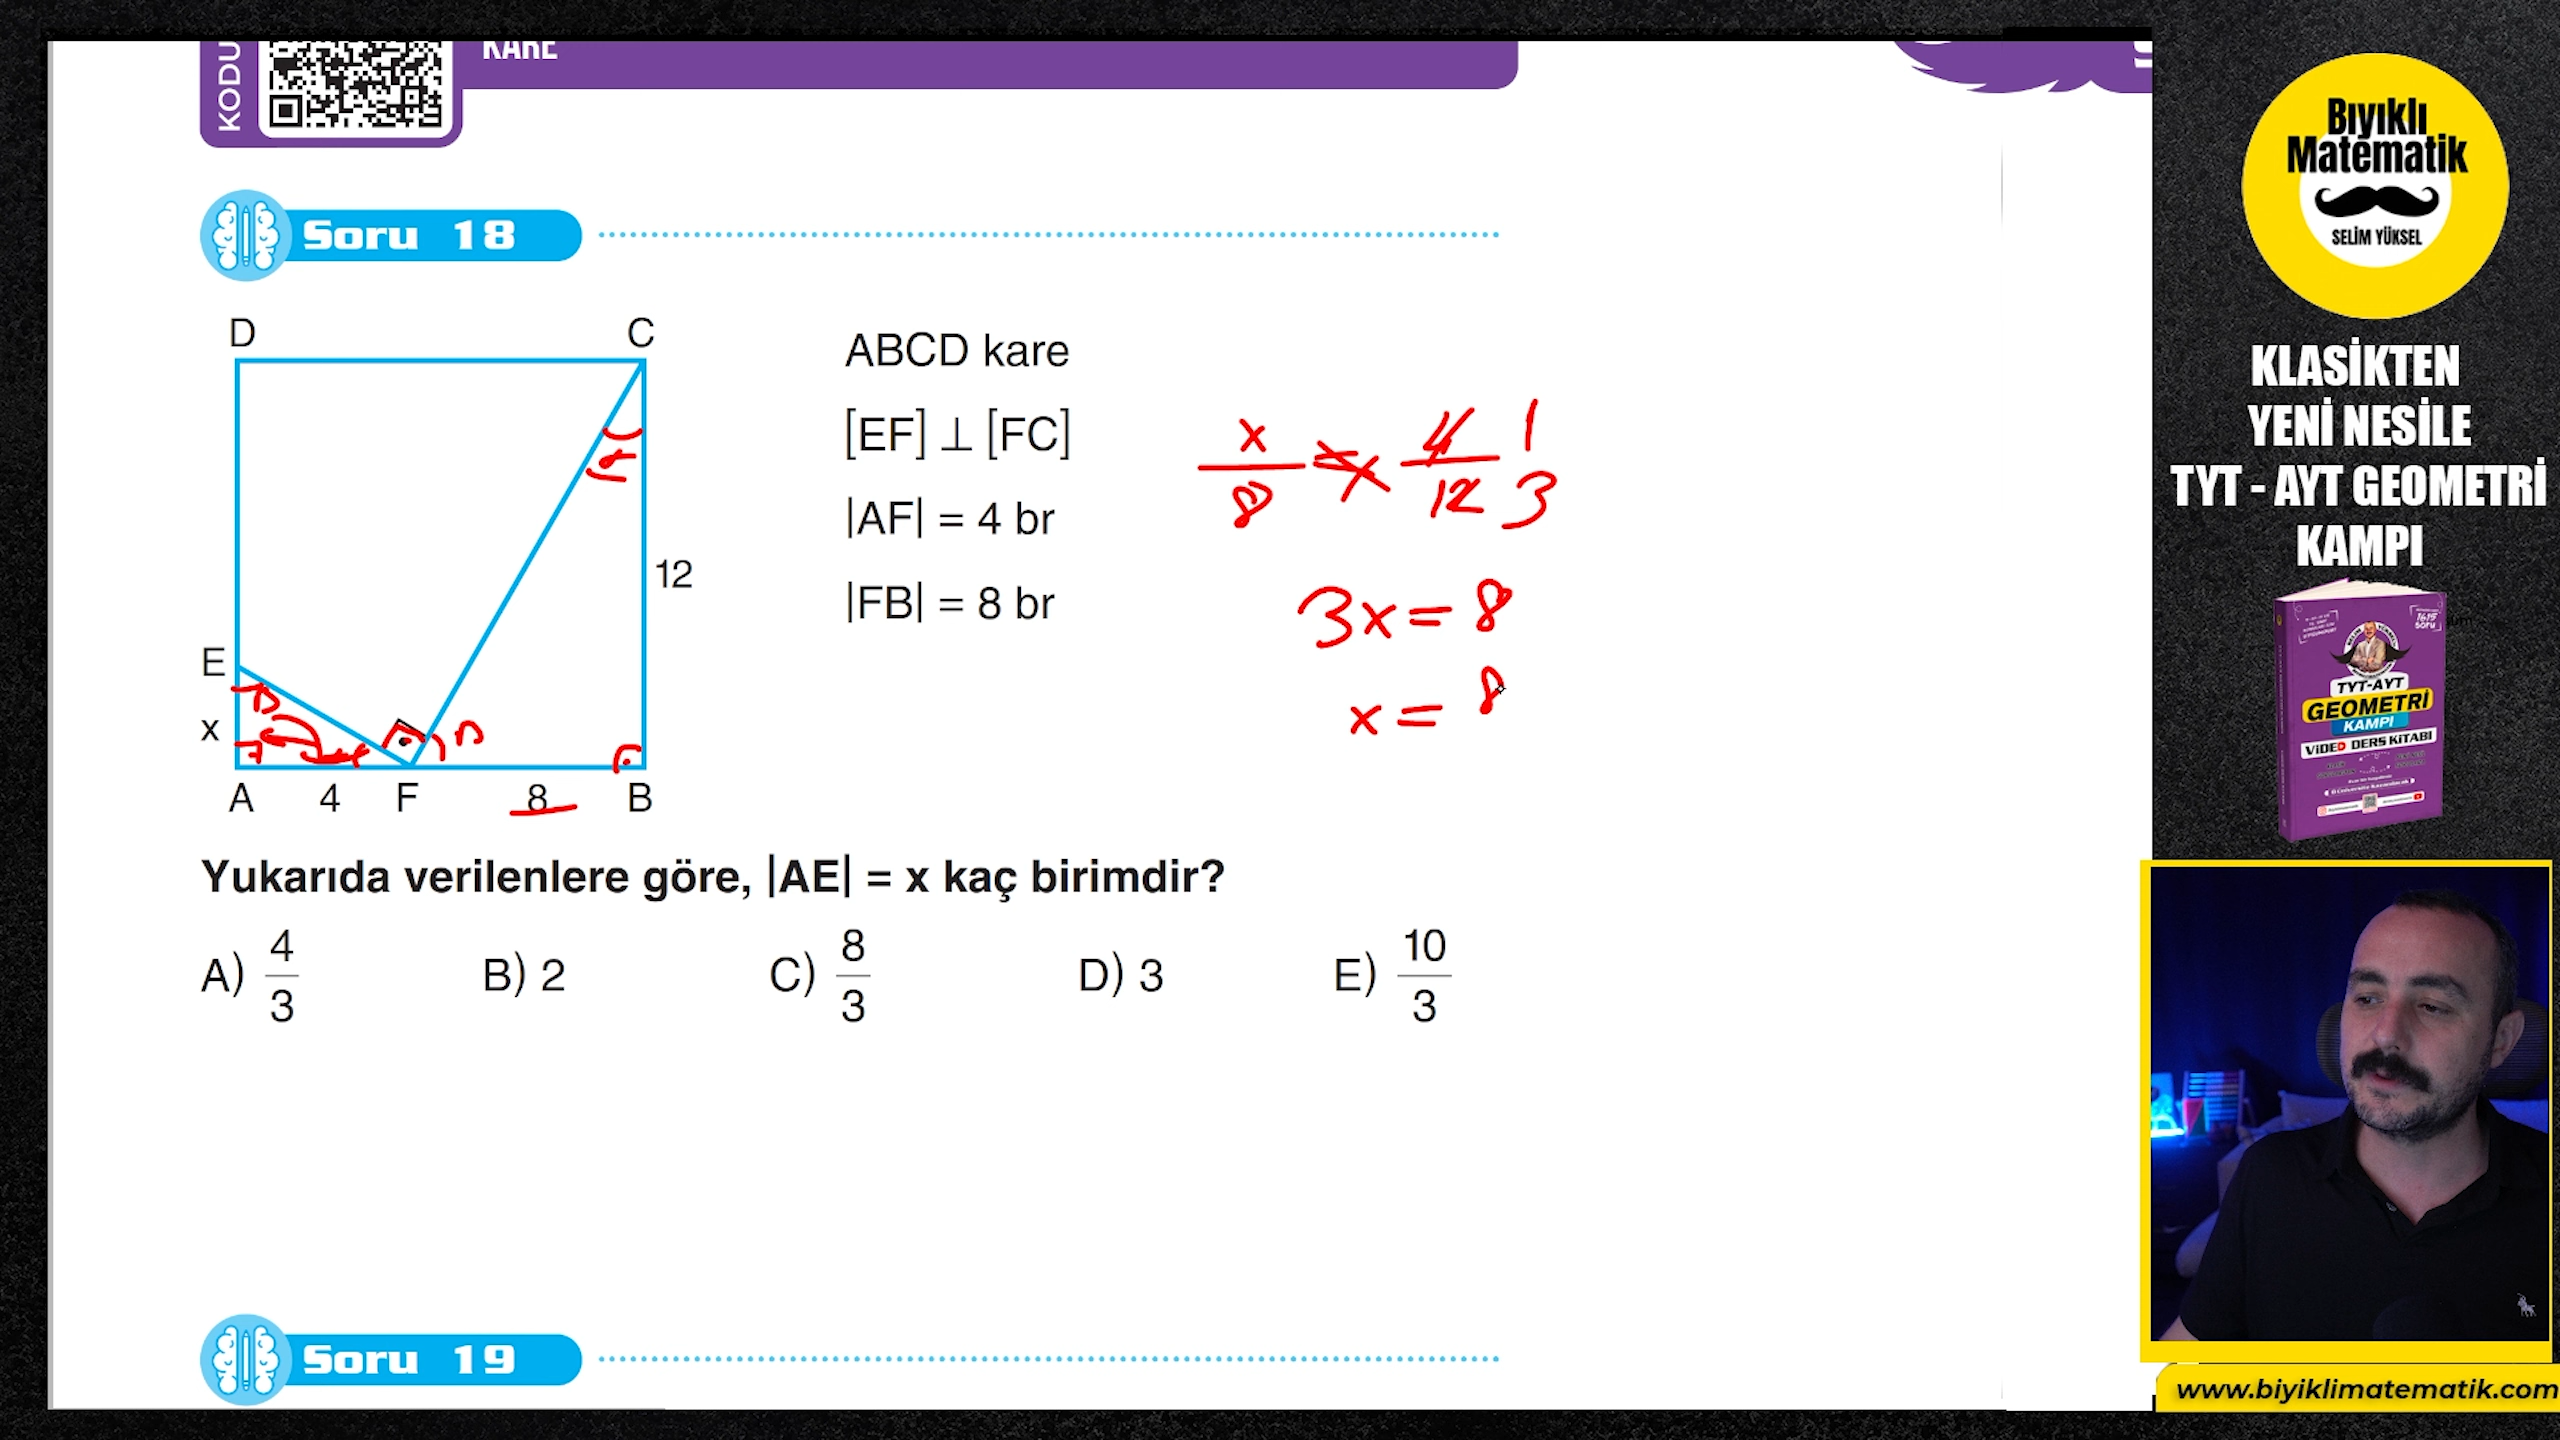 KODU
KARE
Soru 18
D
C
E
x
12
A
4
F
8
B
ABCD kare
[EF] ⊥ [FC]
|AF| = 4 br
|FB| = 8 br
x/8 = 4/12 1/3
3x = 8
x = 8
Yukarıda verilenlere göre, |AE| = x kaç birimdir?
A) 4/3 B) 2 C) 8/3 D) 3 E) 10/3
Soru 19
Bıyıklı
Matematik
SELİM YÜKSEL
KLASİKTEN
YENİ NESİLE
TYT - AYT GEOMETRİ
KAMPI
1615
soru
TYT-AYT
GEOMETRİ
KAMPI
VİDEO DERS KİTABI
www.biyiklimatematik.com